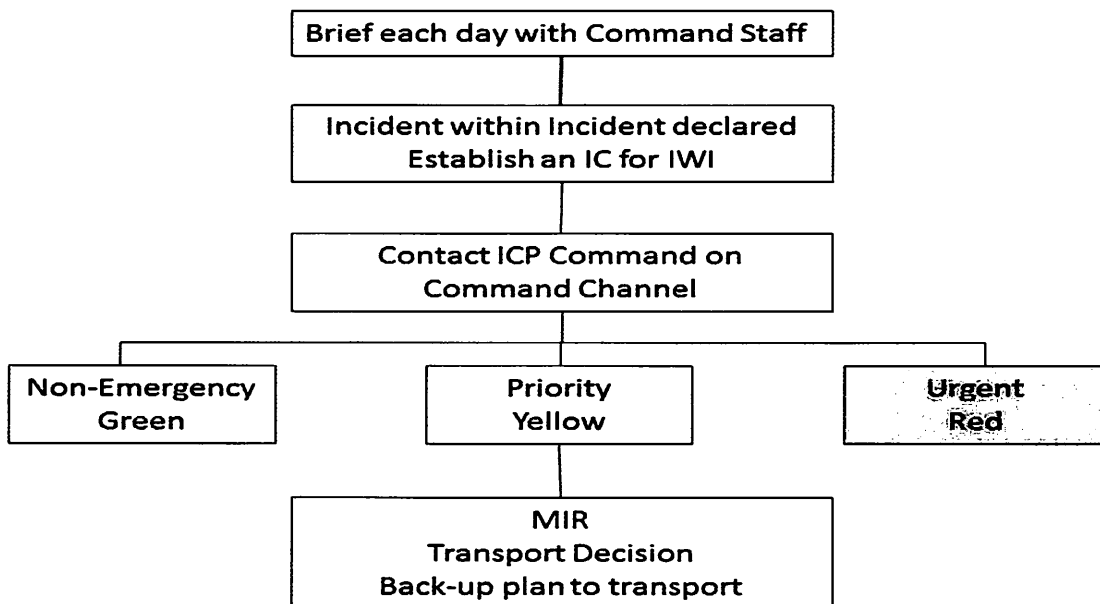 Brief each day with Command Staff
Incident within Incident declared
Establish an IC for IWI
Contact ICP Command on
Command Channel
Non-Emergency
Green
Priority
Yellow
Urgent
Red
MIR
Transport Decision
Back-up plan to transport